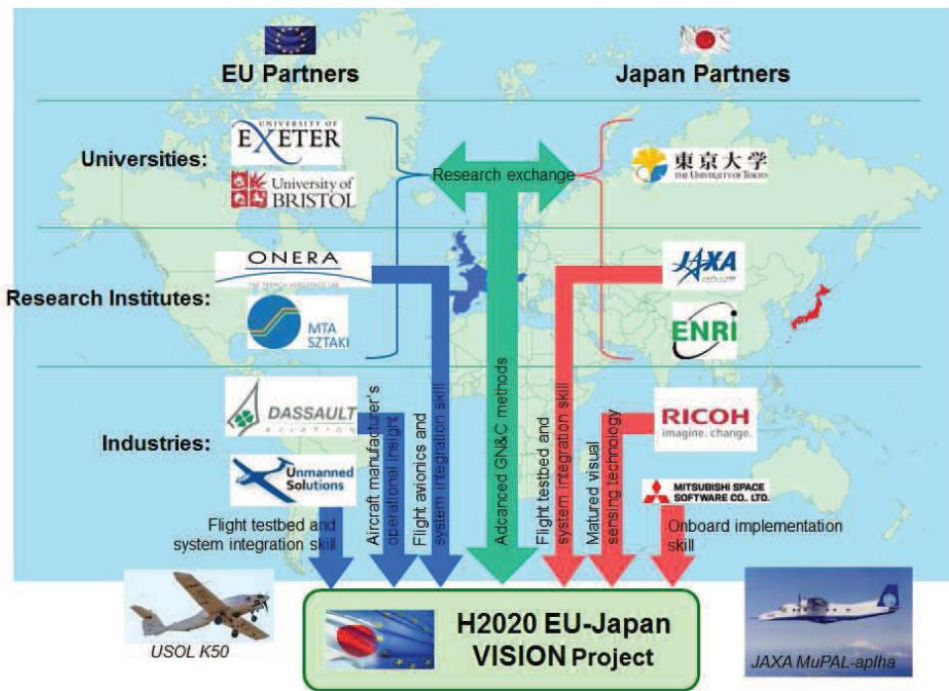 EU Partners
Japan Partners
Universities:
UNIVERSITY OF
EXETER
University of
BRISTOL
Research exchange
東京大学
THE UNIVERSITY OF TOKYO
Research Institutes:
ONERA
THE FRENCH AEROSPACE LAB
MTA
SZTAKI
JAXA
ENRI
Industries:
DASSAULT
AVIATION
Unmanned
Solutions
RICOH
imagine. change.
MITSUBISHI SPACE
SOFTWARE CO., LTD.
Flight testbed and
system integration skill
Aircraft manufacturer's
operational insight
Flight avionics and
system integration skill
Adcanced GN&C methods
Flight testbed and
system integration skill
Matured visual
sensing technology
Onboard implementation
skill
USOL K50
H2020 EU-Japan
VISION Project
JAXA MuPAL-aplha